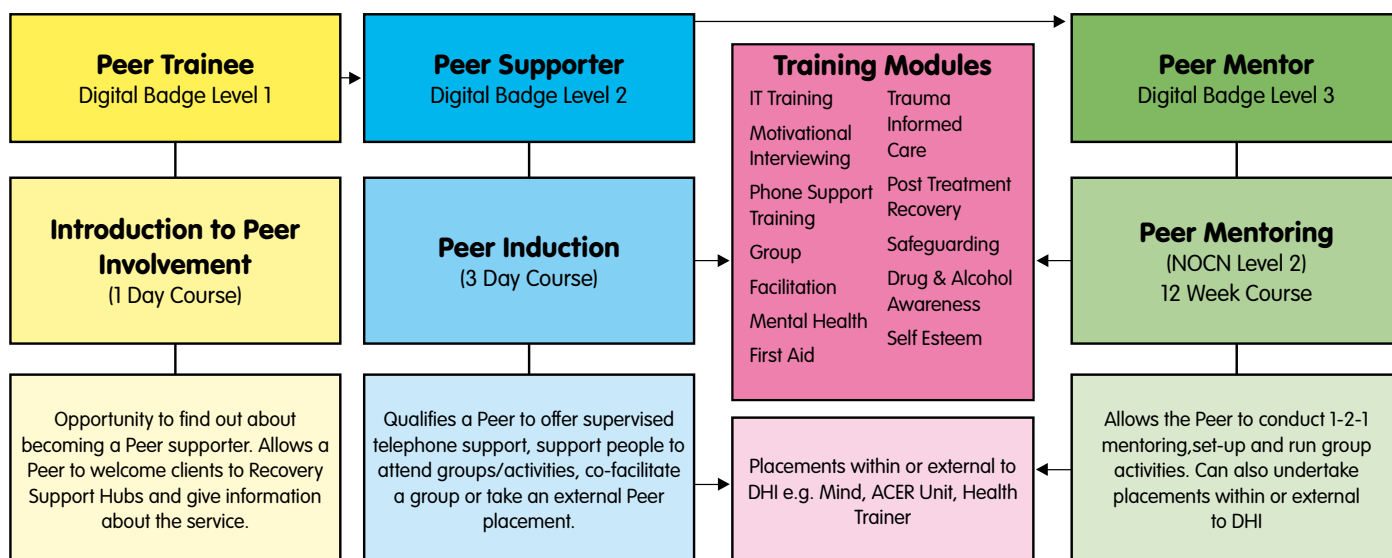 Peer Trainee
Digital Badge Level 1
Introduction to Peer
Involvement
(1 Day Course)
Opportunity to find out about
becoming a Peer supporter. Allows a
Peer to welcome clients to Recovery
Support Hubs and give information
about the service.
Peer Supporter
Digital Badge Level 2
Peer Induction
(3 Day Course)
Qualifies a Peer to offer supervised
telephone support, support people to
attend groups/activities, co-facilitate
a group or take an external Peer
placement.
Training Modules
IT Training
Motivational
Interviewing
Phone Support
Training
Group
Facilitation
Mental Health
First Aid
Trauma
Informed
Care
Post Treatment
Recovery
Safeguarding
Drug & Alcohol
Awareness
Self Esteem
Placements within or external to
DHI e.g. Mind, ACER Unit, Health
Trainer
Peer Mentor
Digital Badge Level 3
Peer Mentoring
(NOCN Level 2)
12 Week Course
Allows the Peer to conduct 1-2-1
mentoring,set-up and run group
activities. Can also undertake
placements within or external
to DHI